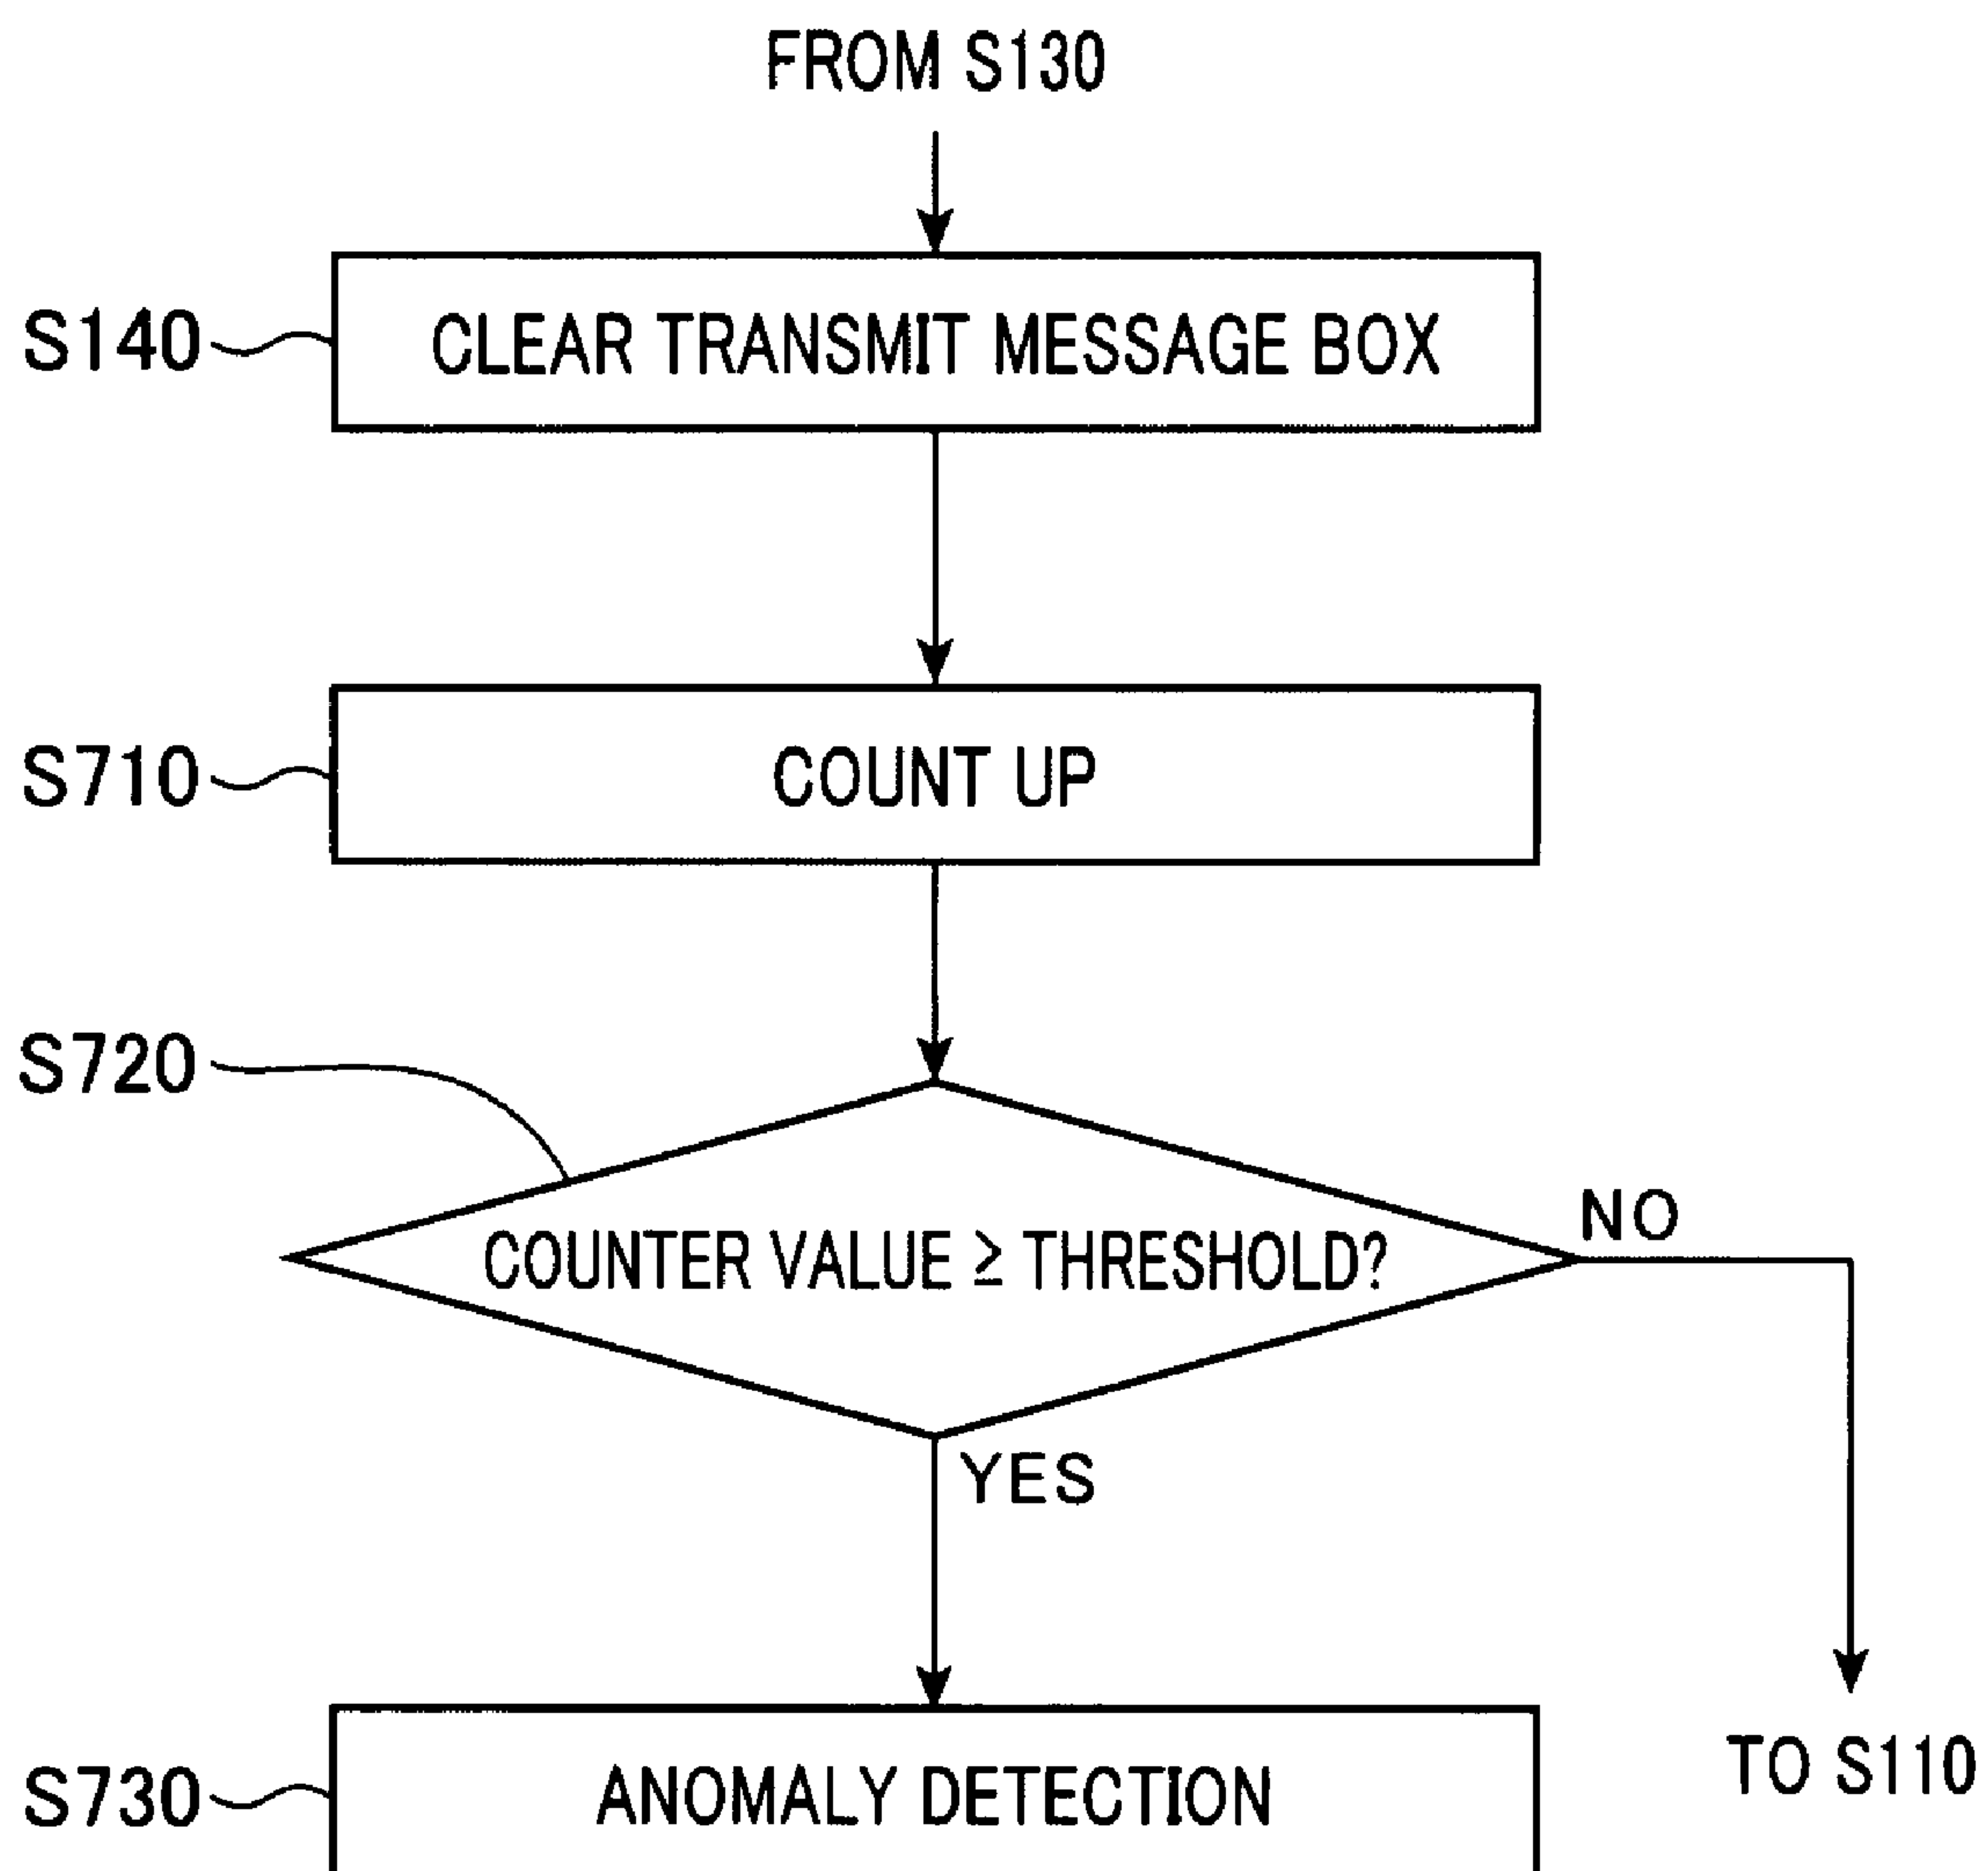 FROM S130
S140 CLEAR TRANSMIT MESSAGE BOX
S710 COUNT UP
S720
COUNTER VALUE ≥ THRESHOLD?
NO
YES
TO S110
S730 ANOMALY DETECTION